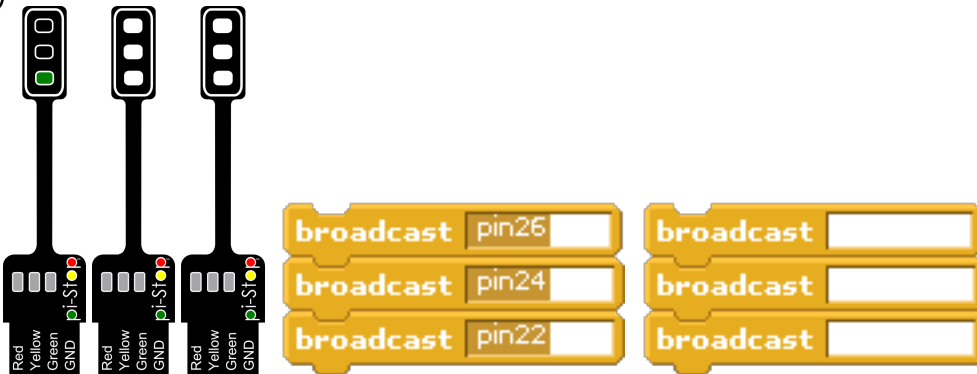 )
pi-Stop
Red
Yellow
Green
GND
pi-Stop
Red
Yellow
Green
GND
pi-Stop
Red
Yellow
Green
GND
broadcast pin26
broadcast pin24
broadcast pin22
broadcast
broadcast
broadcast